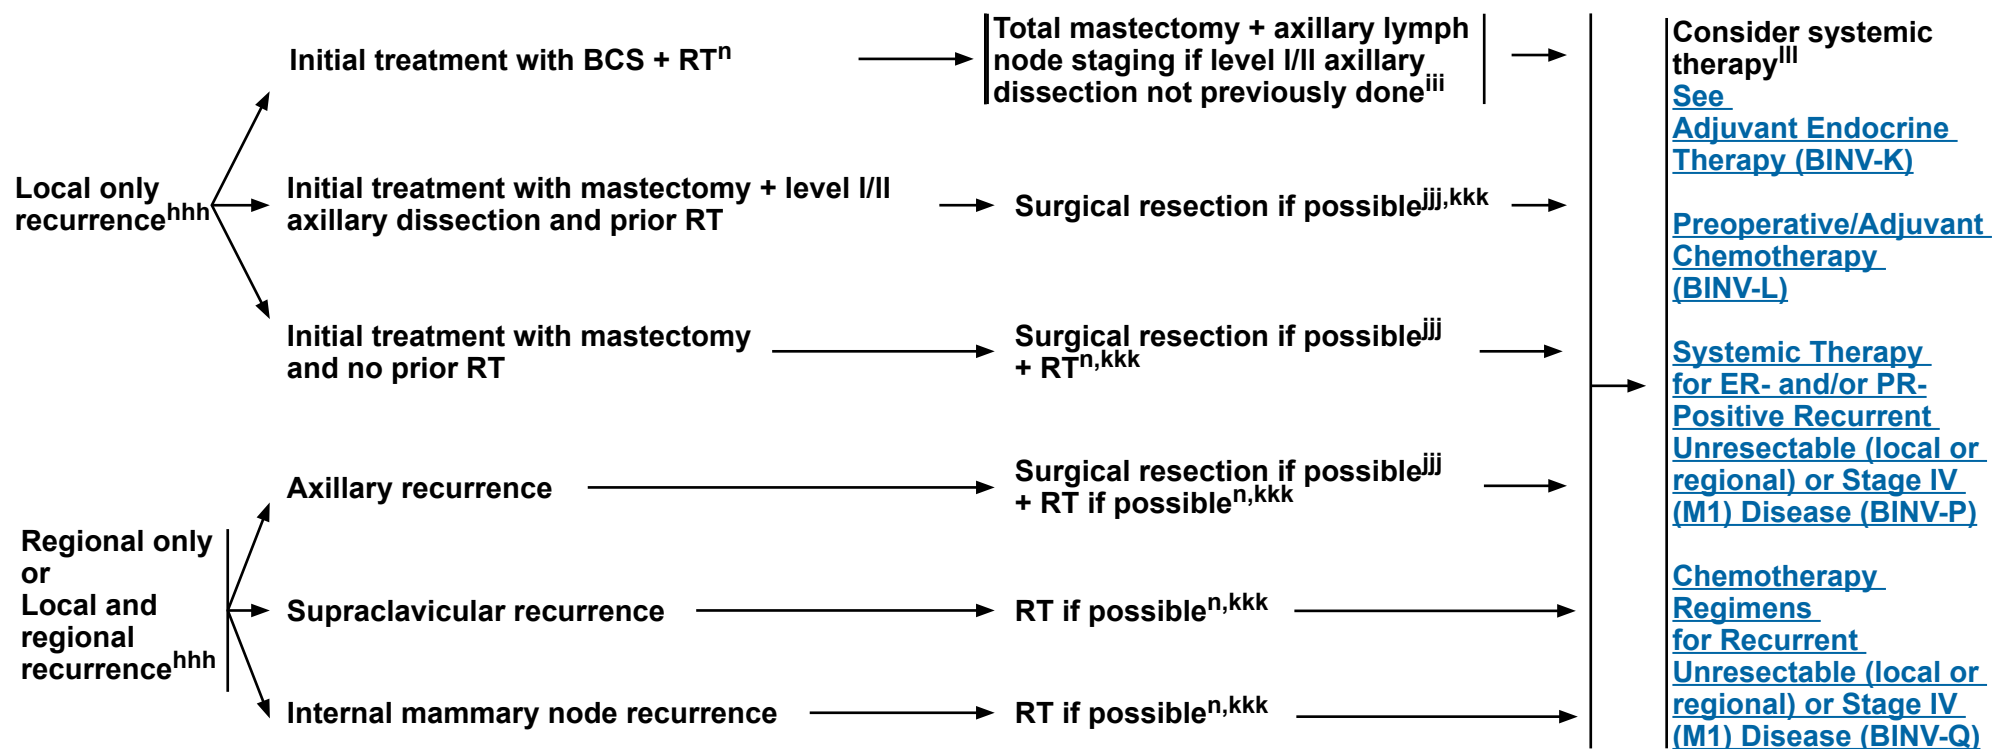 Initial treatment with BCS + RTn
Total mastectomy + axillary lymph
node staging if level I/II axillary
dissection not previously doneiii
Local only
recurrencehhh
Initial treatment with mastectomy + level I/II
axillary dissection and prior RT
Surgical resection if possiblejjj,kkk
Initial treatment with mastectomy
and no prior RT
Surgical resection if possiblejjj
+ RTn,kkk
Regional only
or
Local and
regional
recurrencehhh
Axillary recurrence
Surgical resection if possiblejjj
+ RT if possiblen,kkk
Supraclavicular recurrence
RT if possiblen,kkk
Internal mammary node recurrence
RT if possiblen,kkk
Consider systemic
therapylll
See
Adjuvant Endocrine
Therapy (BINV-K)
Preoperative/Adjuvant
Chemotherapy
(BINV-L)
Systemic Therapy
for ER- and/or PR-
Positive Recurrent
Unresectable (local or
regional) or Stage IV
(M1) Disease (BINV-P)
Chemotherapy
Regimens
for Recurrent
Unresectable (local or
regional) or Stage IV
(M1) Disease (BINV-Q)